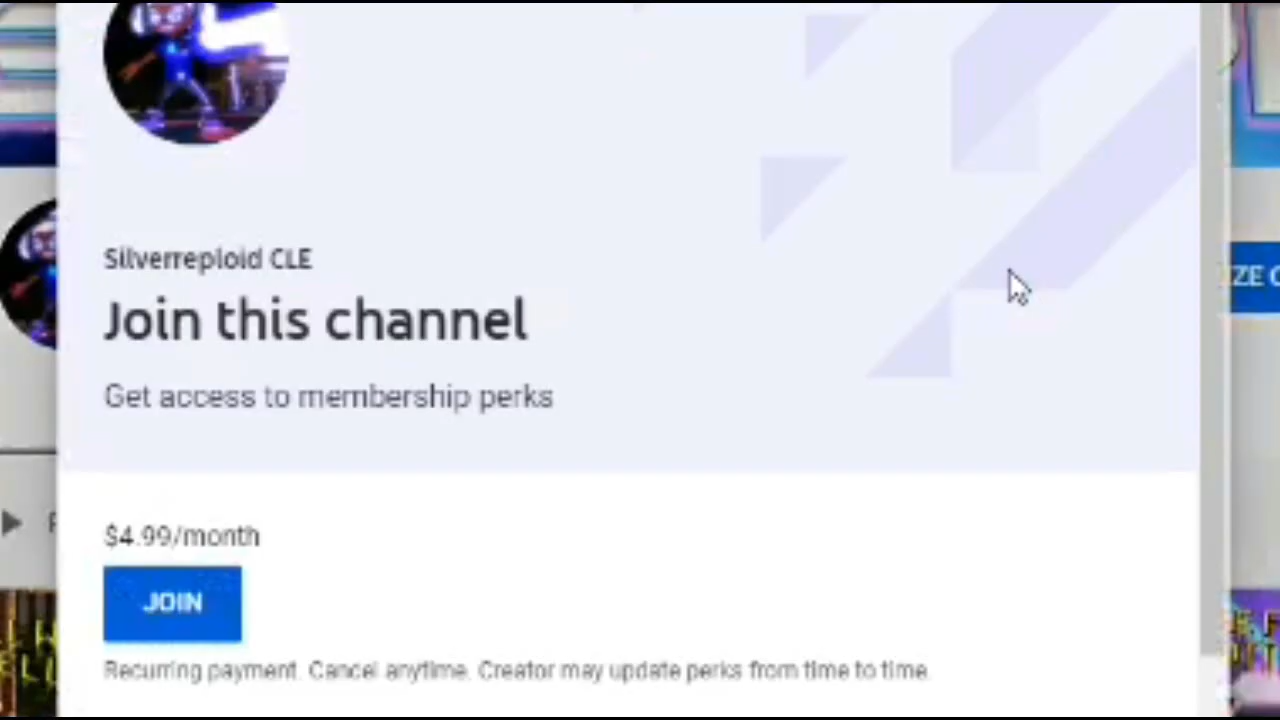 Silverreploid CLE
Join this channel
Get access to membership perks
ZE
$4.99/month
JOIN
Recurring payment. Cancel anytime. Creator may update perks from time to time.